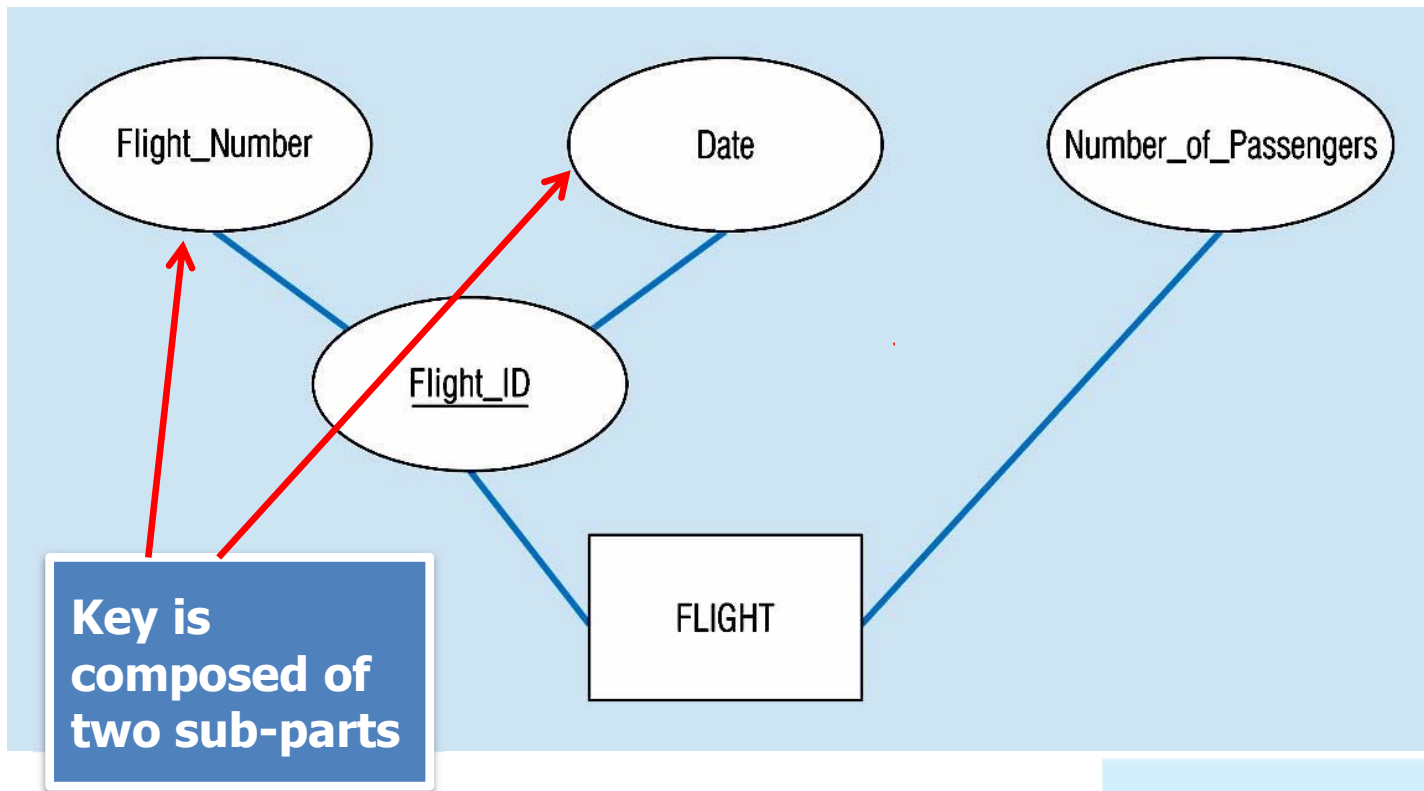 Flight_Number
Date
Number_of_Passengers
Flight_ID
FLIGHT
Key is
composed of
two sub-parts